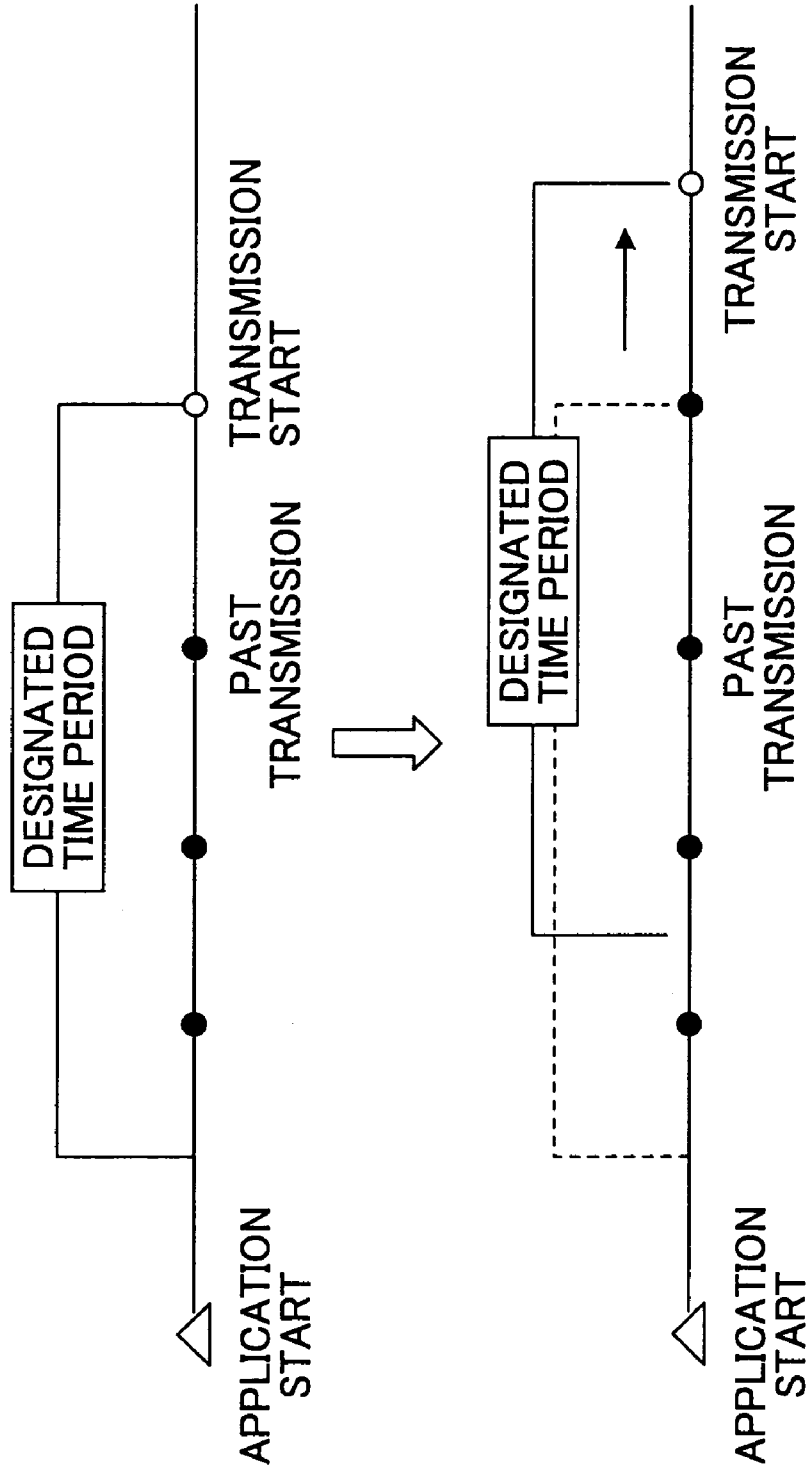 DESIGNATED
TIME PERIOD
APPLICATION
START
PAST
TRANSMISSION
TRANSMISSION
START
DESIGNATED
TIME PERIOD
APPLICATION
START
PAST
TRANSMISSION
TRANSMISSION
START